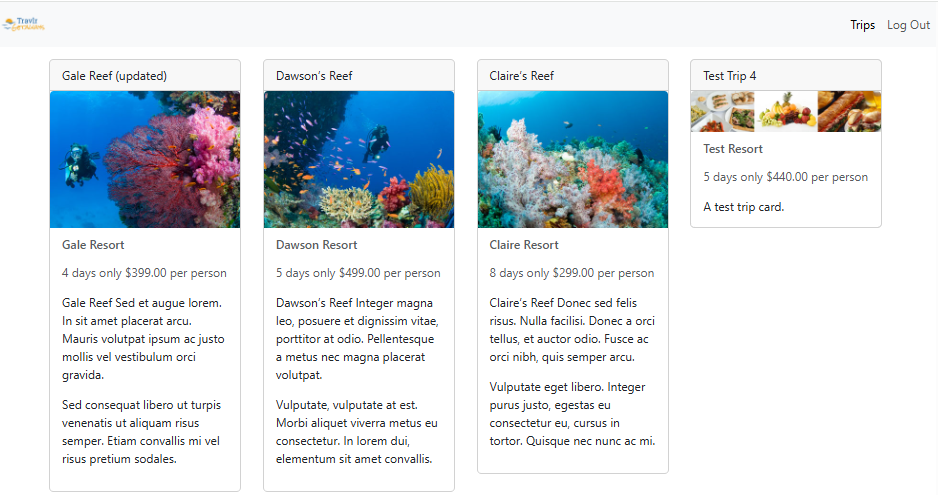 Travlr
Getaways
Trips Log Out
Gale Reef (updated)
Gale Resort
4 days only $399.00 per person
Gale Reef Sed et augue lorem.
In sit amet placerat arcu.
Mauris volutpat ipsum ac justo
mollis vel vestibulum orci
gravida.
Sed consequat libero ut turpis
venenatis ut aliquam risus
semper. Etiam convallis mi vel
risus pretium sodales.
Dawson's Reef
Dawson Resort
5 days only $499.00 per person
Dawson's Reef Integer magna
leo, posuere et dignissim vitae,
porttitor at odio. Pellentesque
a metus nec magna placerat
volutpat.
Vulputate, vulputate at est.
Morbi aliquet viverra metus eu
consectetur. In lorem dui,
elementum sit amet convallis.
Claire's Reef
Claire Resort
8 days only $299.00 per person
Claire's Reef Donec sed felis
risus. Nulla facilisi. Donec a orci
tellus, et auctor odio. Fusce ac
orci nibh, quis semper arcu.
Vulputate eget libero. Integer
purus justo, egestas eu
consectetur eu, cursus in
tortor. Quisque nec nunc ac mi.
Test Trip 4
Test Resort
5 days only $440.00 per person
A test trip card.